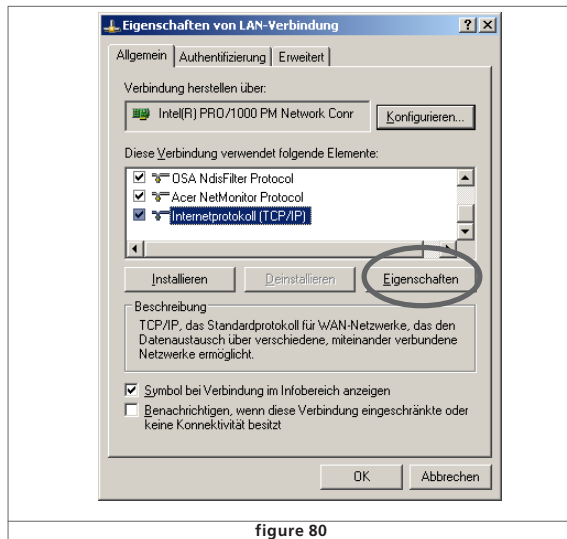 Eigenschaften von LAN-Verbindung
Allgemein Authentifizierung Erweitert
Verbindung herstellen über:
Intel(R) PRO/1000 PM Network Conr
Konfigurieren...
Diese Verbindung verwendet folgende Elemente:
OSA NdisFilter Protocol
Acer NetMonitor Protocol
Internetprotokoll (TCP/IP)
Installieren Deinstallieren Eigenschaften
Beschreibung
TCP/IP, das Standardprotokoll für WAN-Netzwerke, das den
Datenaustausch über verschiedene, miteinander verbundene
Netzwerke ermöglicht.
Symbol bei Verbindung im Infobereich anzeigen
Benachrichtigen, wenn diese Verbindung eingeschränkte oder
keine Konnektivität besitzt
OK Abbrechen
figure 80